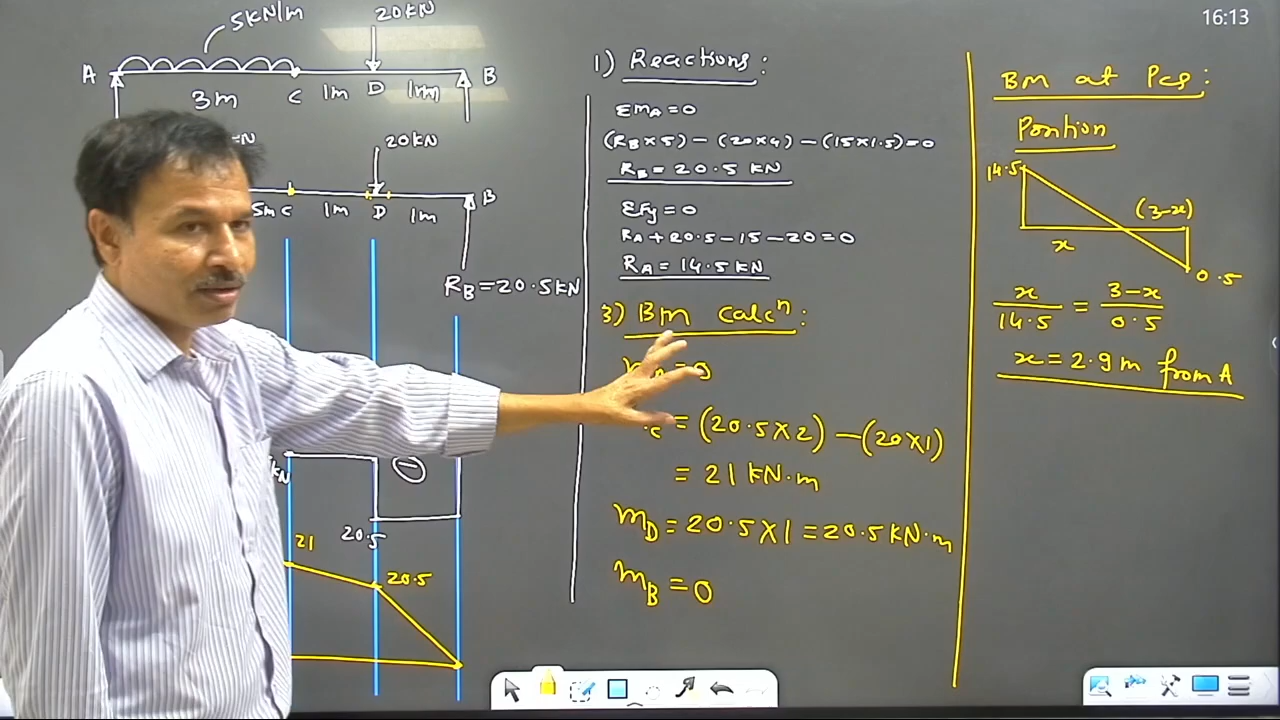 16:13
5KN/m
20KN
A
3m
C
1m
D
1m
B
20KN
B
C
1m
D
1m
RB=20.5KN
20.5
21
20.5
1) Reactions:
ΣMA=0
(RB×5) – (20×4) – (15×1.5)=0
RB=20.5 KN
ΣFy=0
RA+20.5–15–20=0
RA=14.5KN
3) Bm calcⁿ:
=0
c = (20.5×2) – (20×1)
= 21 KN.m
MD = 20.5×1 = 20.5 KN.m
MB = 0
Bm at Pcs:
Portion
14.5
(3-x)
x
0.5
x/14.5 = 3-x/0.5
x = 2.9 m from A